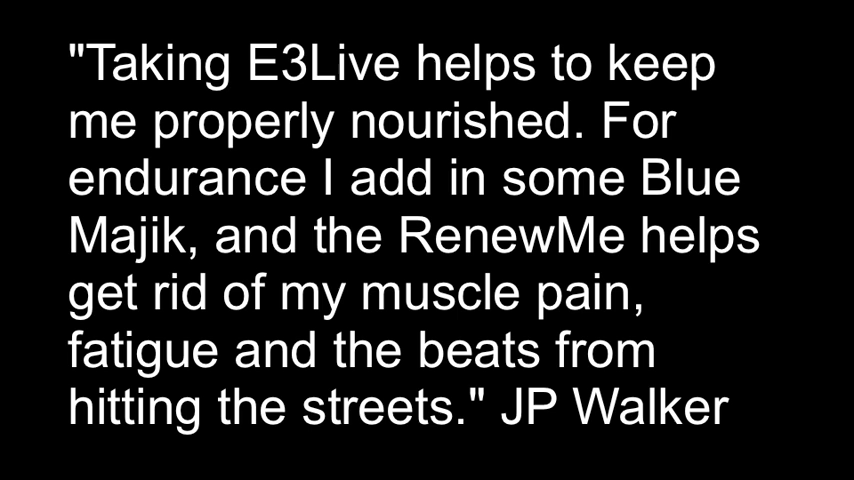 "Taking E3Live helps to keep
me properly nourished. For
endurance I add in some Blue
Majik, and the RenewMe helps
get rid of my muscle pain,
fatigue and the beats from
hitting the streets." JP Walker